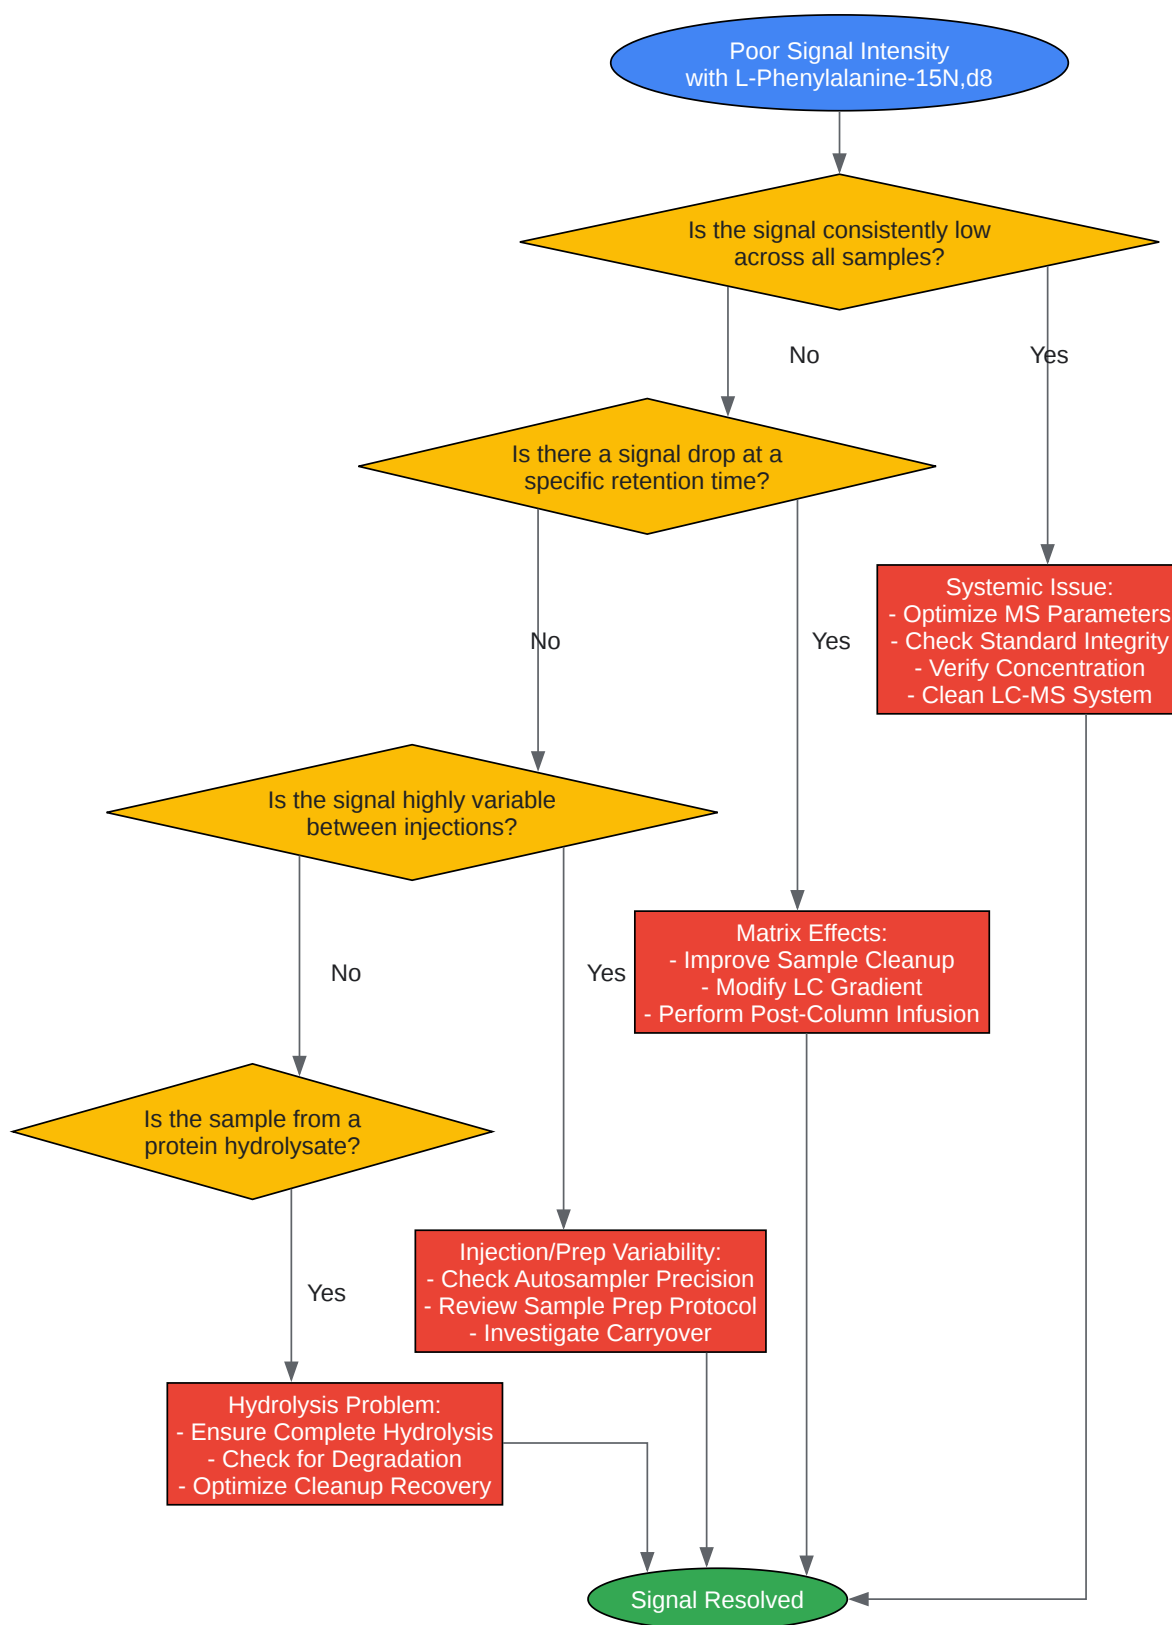 Poor Signal Intensity
with L-Phenylalanine-15N,d8
Is the signal consistently low
across all samples?
No
Yes
Is there a signal drop at a
specific retention time?
Systemic Issue:
- Optimize MS Parameters
- Check Standard Integrity
- Verify Concentration
- Clean LC-MS System
No
Yes
Is the signal highly variable
between injections?
Matrix Effects:
- Improve Sample Cleanup
- Modify LC Gradient
- Perform Post-Column Infusion
No
Yes
Is the sample from a
protein hydrolysate?
Injection/Prep Variability:
- Check Autosampler Precision
- Review Sample Prep Protocol
- Investigate Carryover
Yes
Hydrolysis Problem:
- Ensure Complete Hydrolysis
- Check for Degradation
- Optimize Cleanup Recovery
Signal Resolved